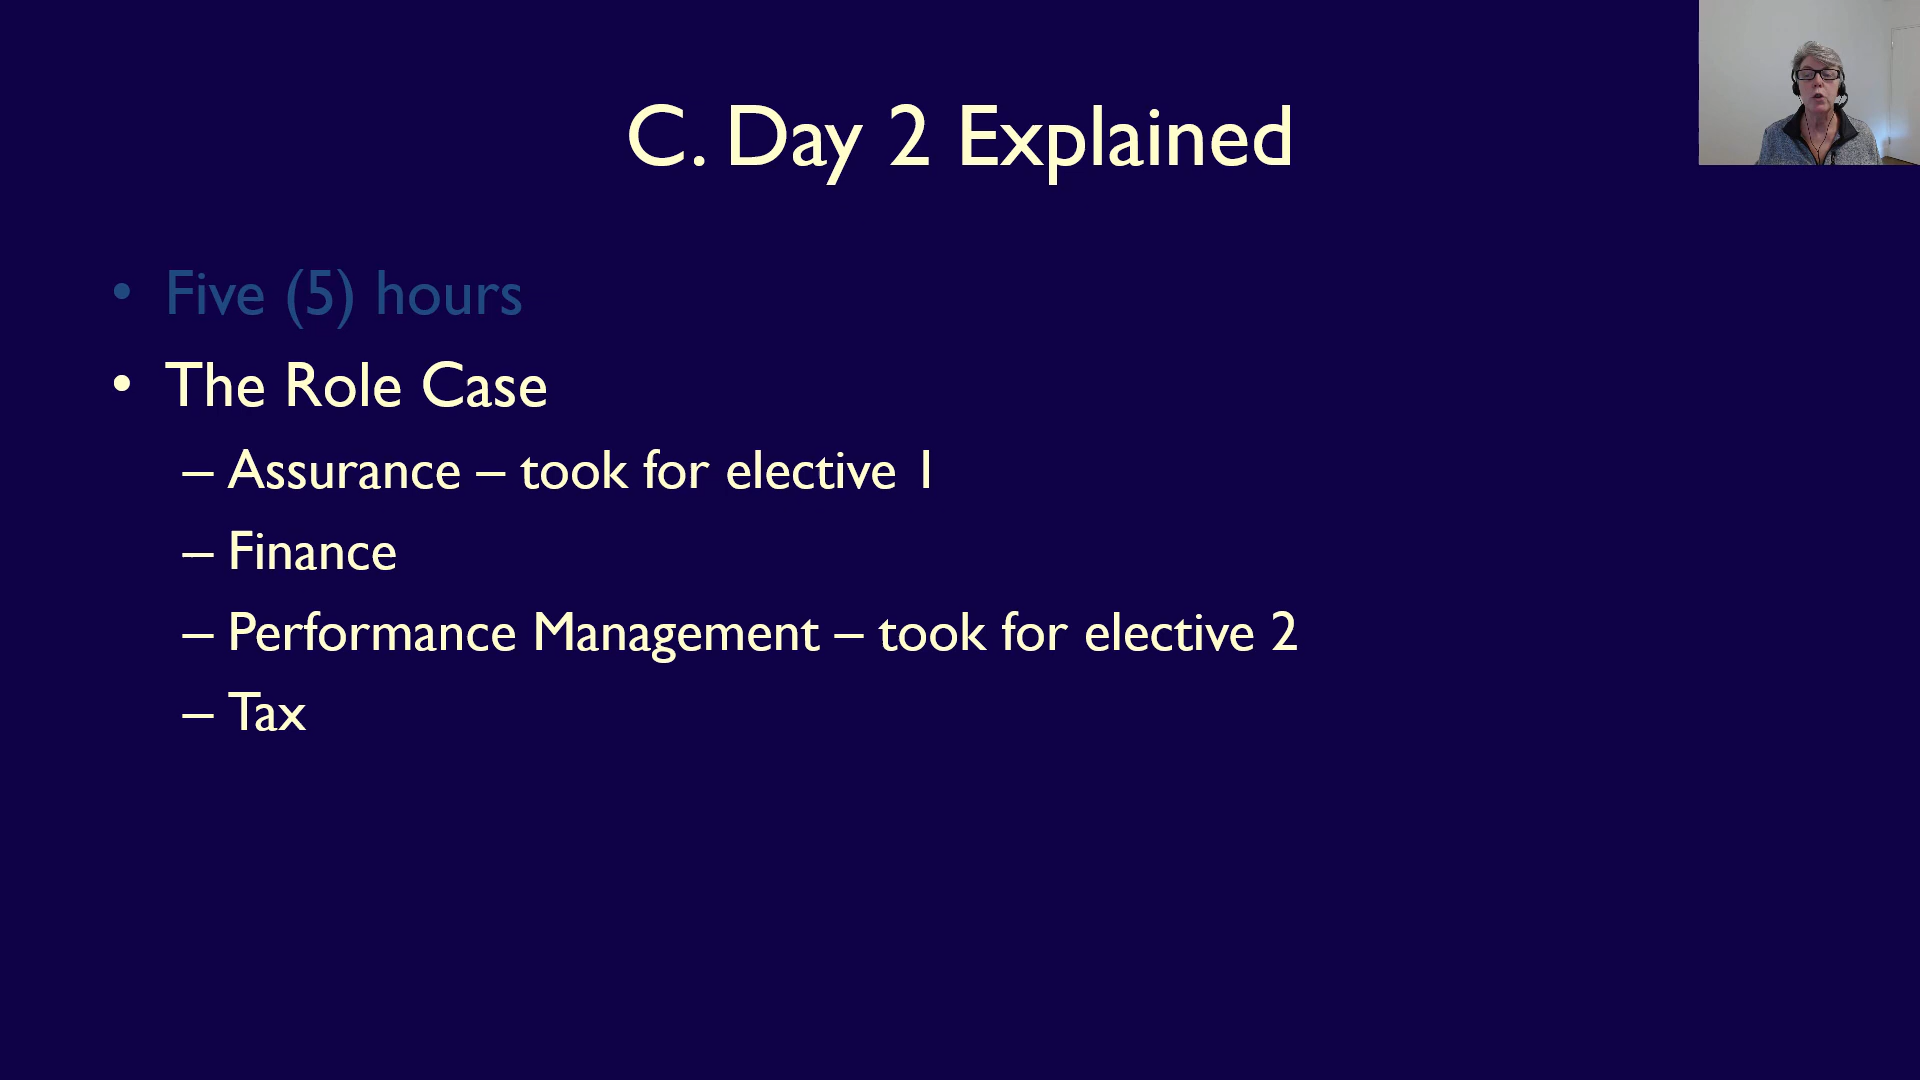 C. Day 2 Explained
• Five (5) hours
• The Role Case
– Assurance – took for elective 1
– Finance
– Performance Management – took for elective 2
– Tax